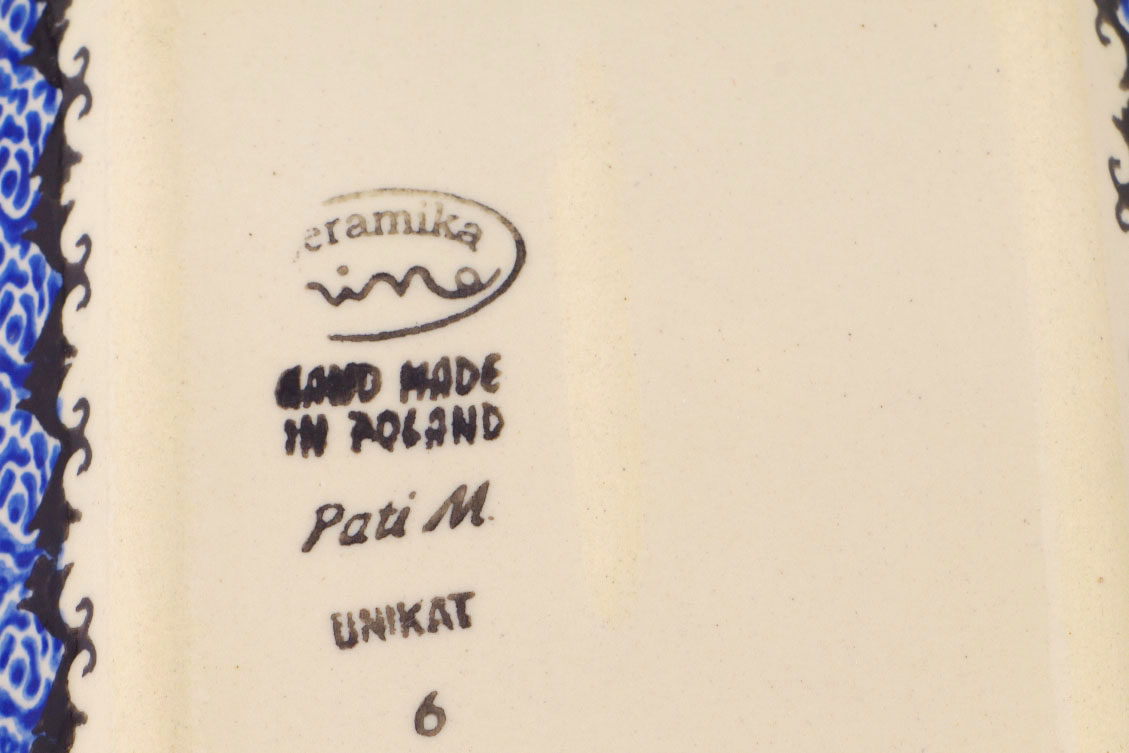 eramika
HAND MADE
IN POLAND
Pati M.
UNIKAT
6